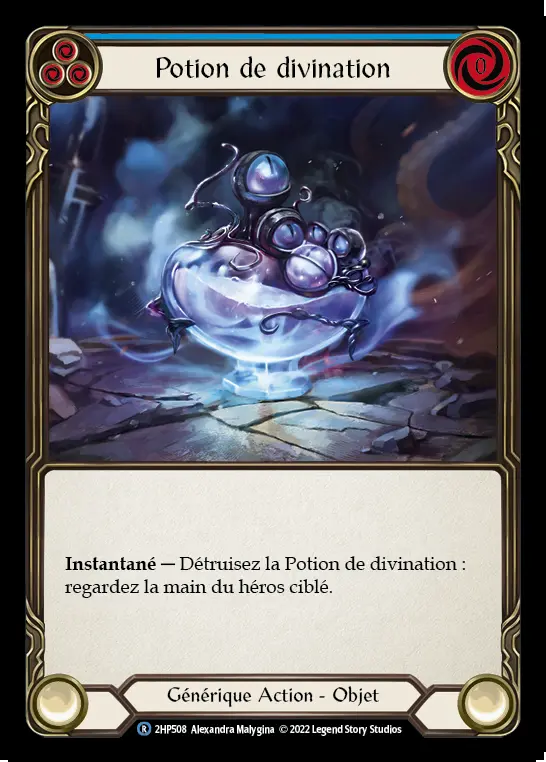 Potion de divination
0
Instantané — Détruisez la Potion de divination :
regardez la main du héros ciblé.
Générique Action - Objet
R 2HP508 Alexandra Malygina © 2022 Legend Story Studios